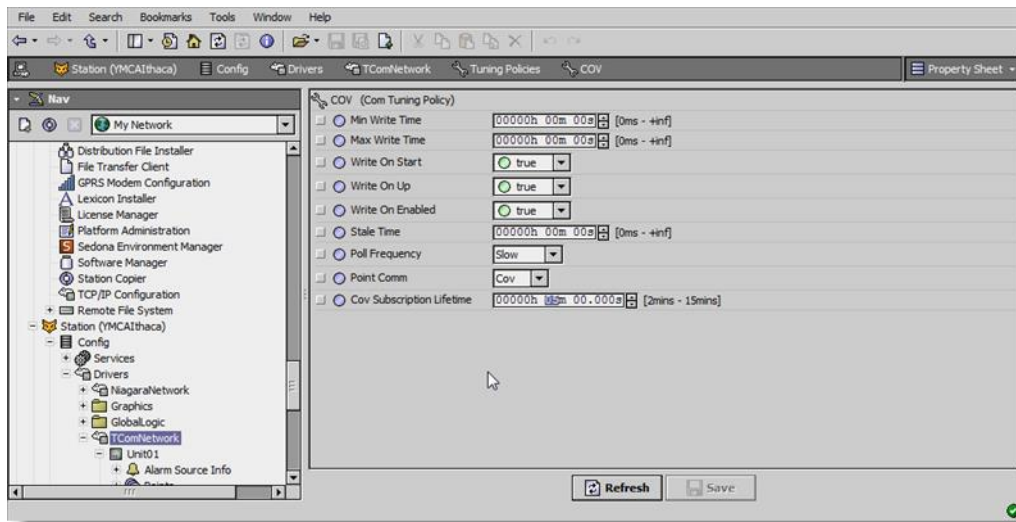 File Edit Search Bookmarks Tools Window Help
Station (YMCAIthaca) Config Drivers TComNetwork Tuning Policies COV Property Sheet
Nav
My Network
Distribution File Installer
File Transfer Client
GPRS Modem Configuration
Lexicon Installer
License Manager
Platform Administration
Sedona Environment Manager
Software Manager
Station Copier
TCP/IP Configuration
Remote File System
Station (YMCAIthaca)
Config
Services
Drivers
NiagaraNetwork
Graphics
GlobalLogic
TComNetwork
Unit01
Alarm Source Info
COV (Com Tuning Policy)
Min Write Time 00000h 00m 00s [0ms - +inf]
Max Write Time 00000h 00m 00s [0ms - +inf]
Write On Start true
Write On Up true
Write On Enabled true
Stale Time 00000h 00m 00s [0ms - +inf]
Poll Frequency Slow
Point Comm Cov
Cov Subscription Lifetime 00000h m 00.000s [2mins - 15mins]
Refresh Save